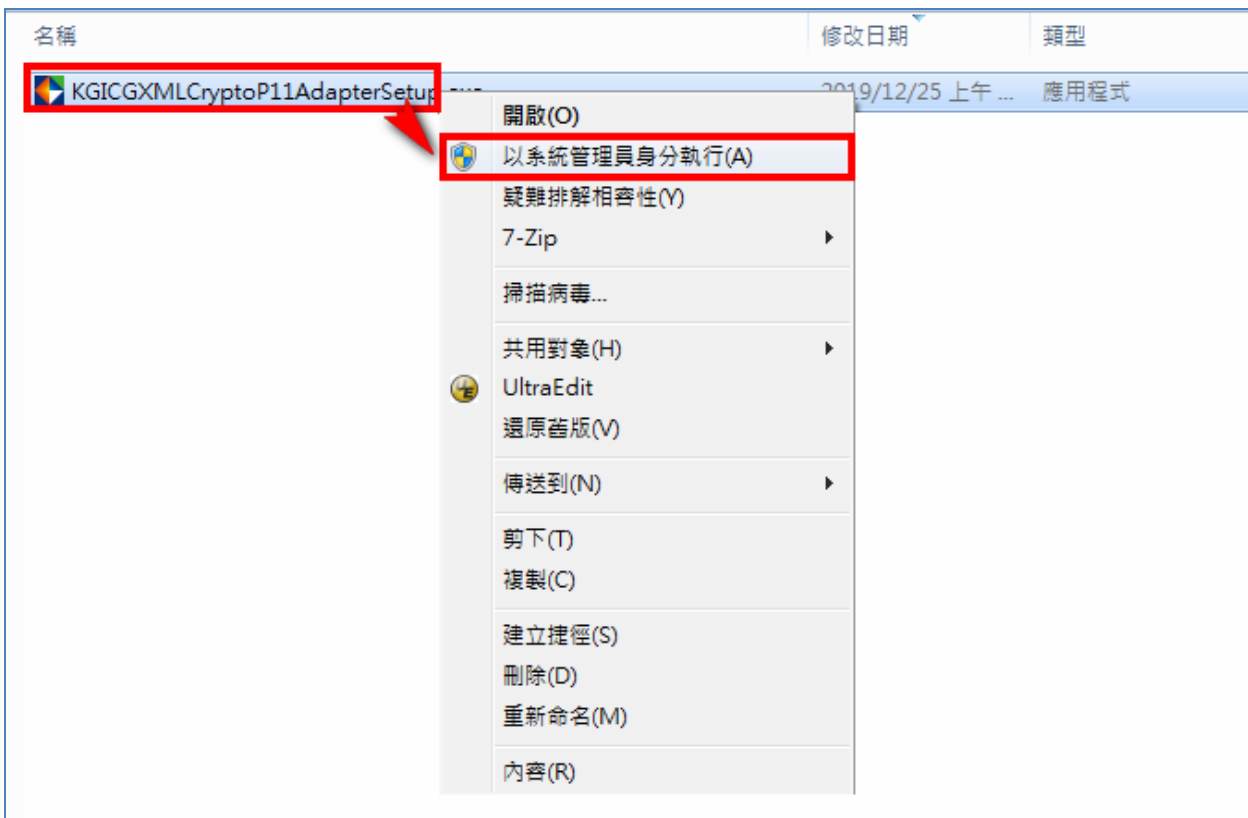 名稱 修改日期 類型
KGICGXMLCryptoP11AdapterSetup 2019/12/25 上午 ... 應用程式
開啟(O)
以系統管理員身分執行(A)
疑難排解相容性(Y)
7-Zip
掃描病毒...
共用對象(H)
UltraEdit
還原舊版(V)
傳送到(N)
剪下(T)
複製(C)
建立捷徑(S)
刪除(D)
重新命名(M)
內容(R)